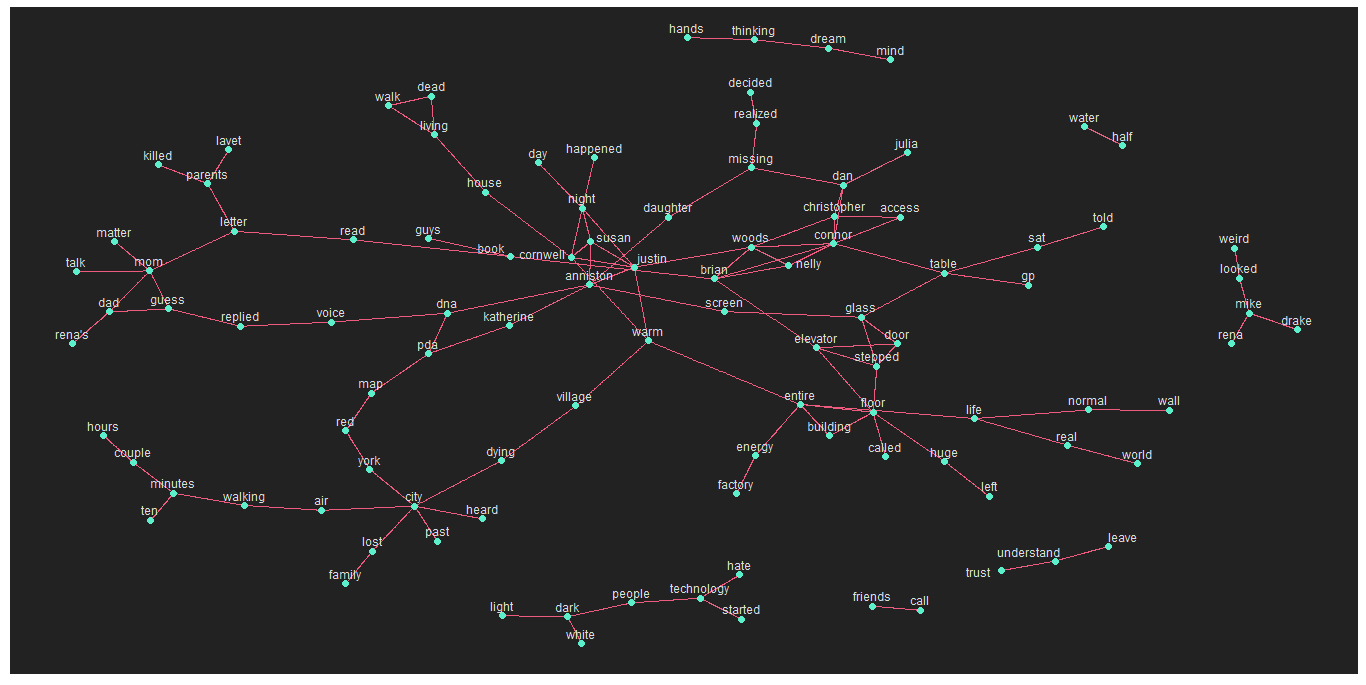 hands
thinking
dream
mind
decided
dead
walk
realized
water
living
half
lavet
happened
julia
killed
day
missing
parents
dan
house
night
daughter
christopher
access
letter
told
read
guys
matter
susan
woods
connor
sat
weird
book
cornwell
talk
mom
justin
brian
nelly
table
looked
anniston
gp
dad
guess
dna
screen
glass
mike
replied
voice
katherine
drake
rena's
warm
elevator
door
rena
pda
stepped
map
village
entire
floor
life
normal
wall
red
hours
building
real
couple
dying
energy
called
huge
world
york
minutes
factory
left
ten
walking
air
city
heard
past
lost
leave
understand
family
trust
hate
technology
people
friends
call
light
dark
started
white